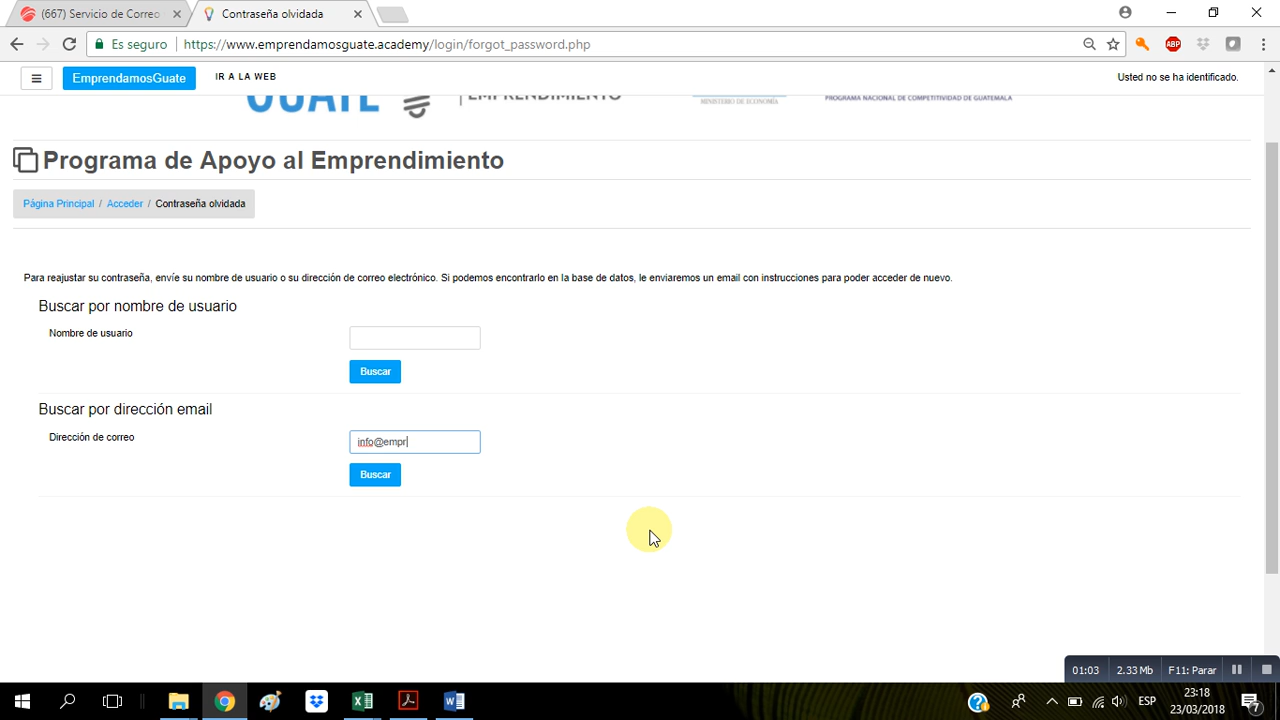 (667) Servicio de Correo
Contraseña olvidada
Es seguro
https://www.emprendamosguate.academy/login/forgot_password.php
ABP
EmprendamosGuate
IR A LA WEB
Usted no se ha identificado.
GUATE
EMPRENDIMIENTO
MINISTERIO DE ECONOMÍA
PROGRAMA NACIONAL DE COMPETITIVIDAD DE GUATEMALA
Programa de Apoyo al Emprendimiento
Página Principal / Acceder / Contraseña olvidada
Para reajustar su contraseña, envíe su nombre de usuario o su dirección de correo electrónico. Si podemos encontrarlo en la base de datos, le enviaremos un email con instrucciones para poder acceder de nuevo.
Buscar por nombre de usuario
Nombre de usuario
Buscar
Buscar por dirección email
Dirección de correo
info@empr
Buscar
01:03
2.33 Mb
F11: Parar
ESP
23:18
23/03/2018
7